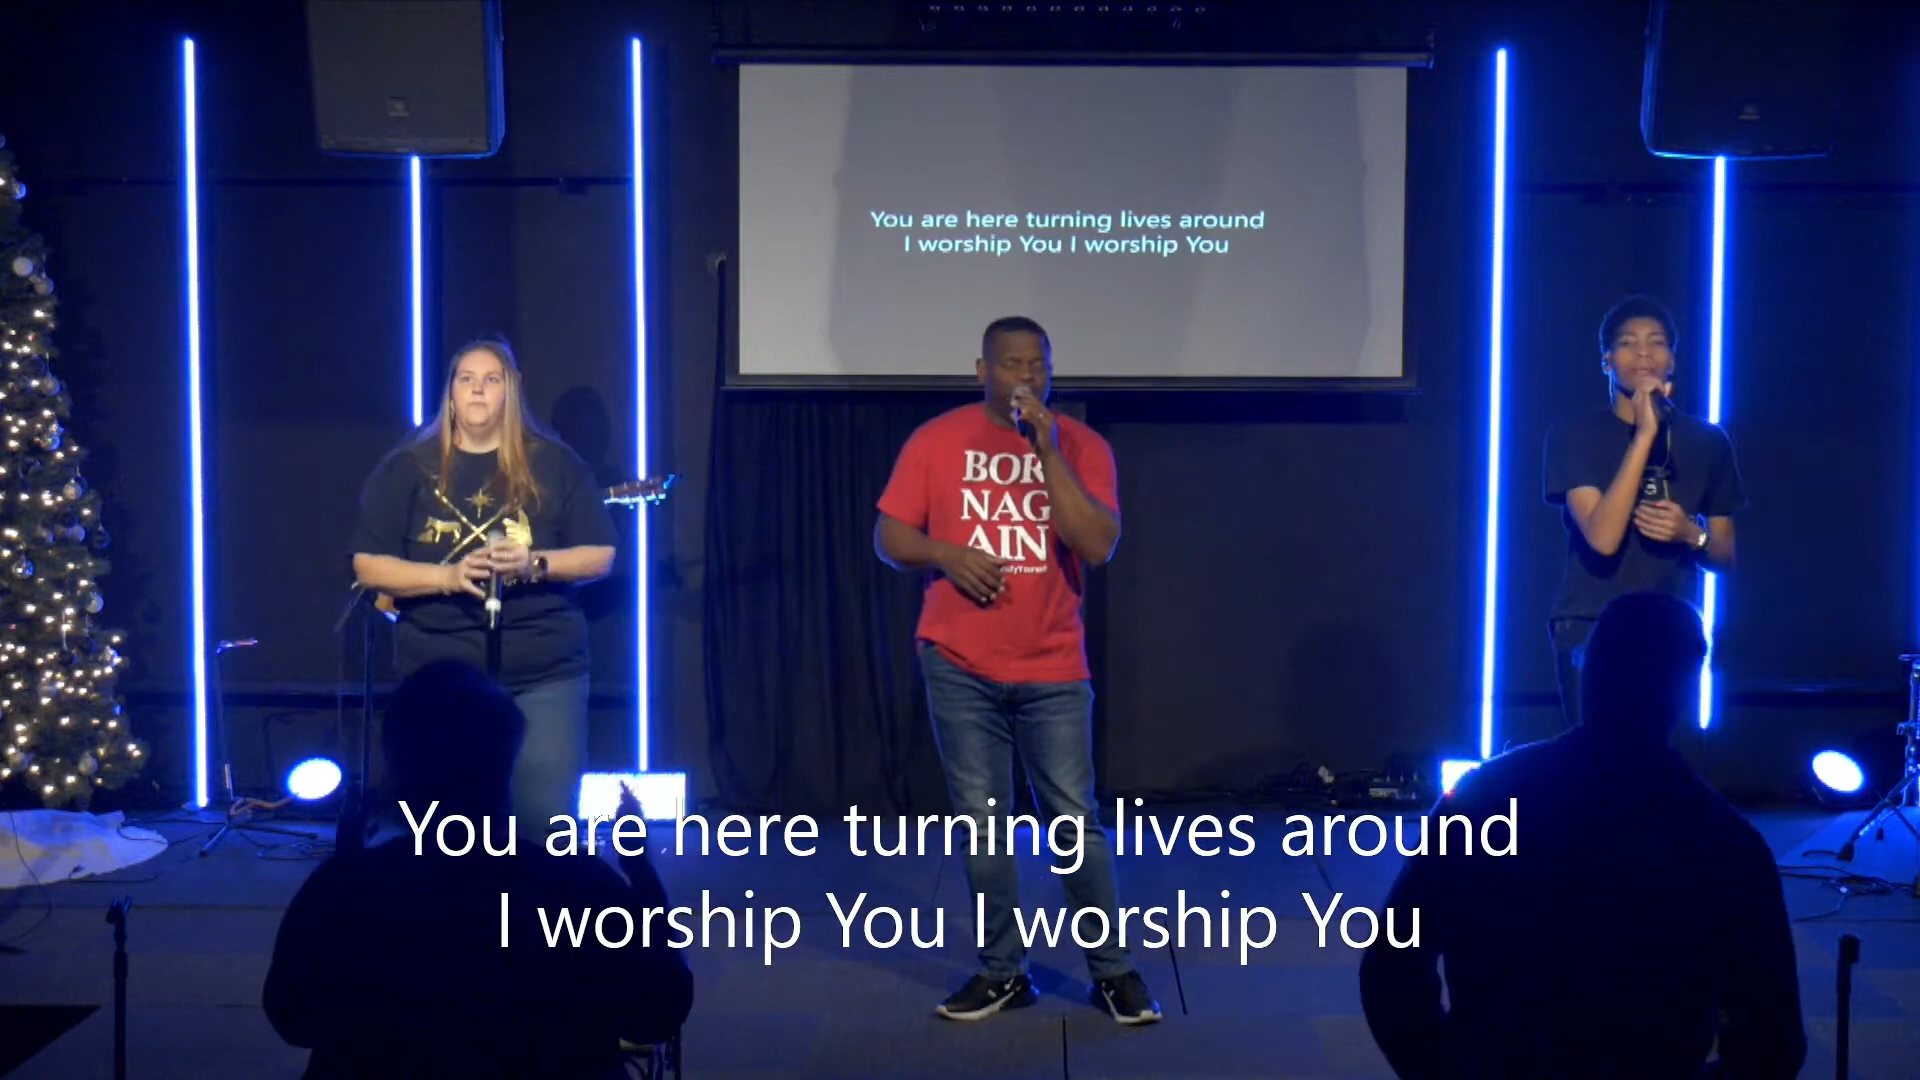 You are here turning lives around
I worship You I worship You
BOR
NAG
AIN
You are here turning lives around
I worship You I worship You